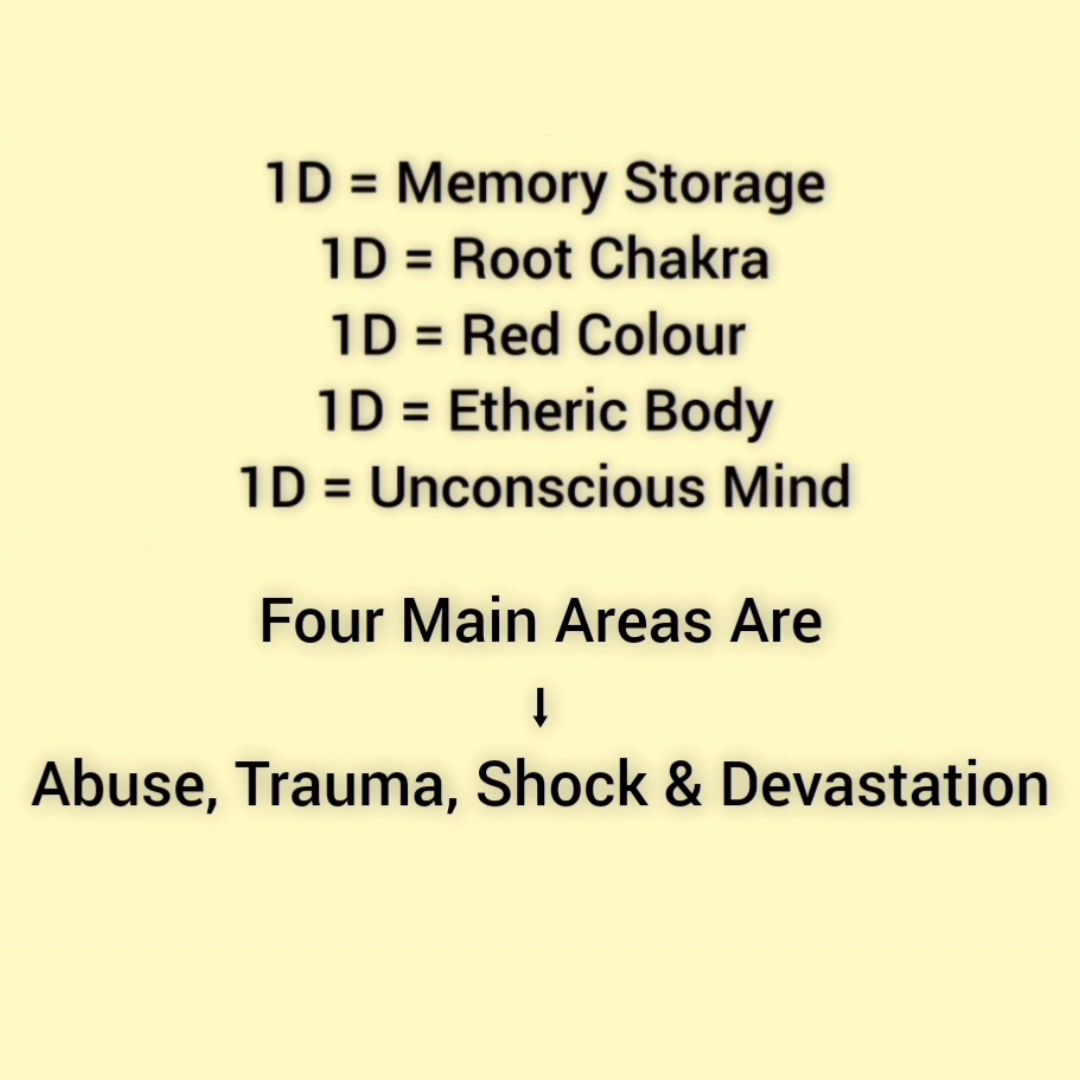 1D = Memory Storage
1D = Root Chakra
1D = Red Colour
1D = Etheric Body
1D = Unconscious Mind
Four Main Areas Are
↓
Abuse, Trauma, Shock & Devastation